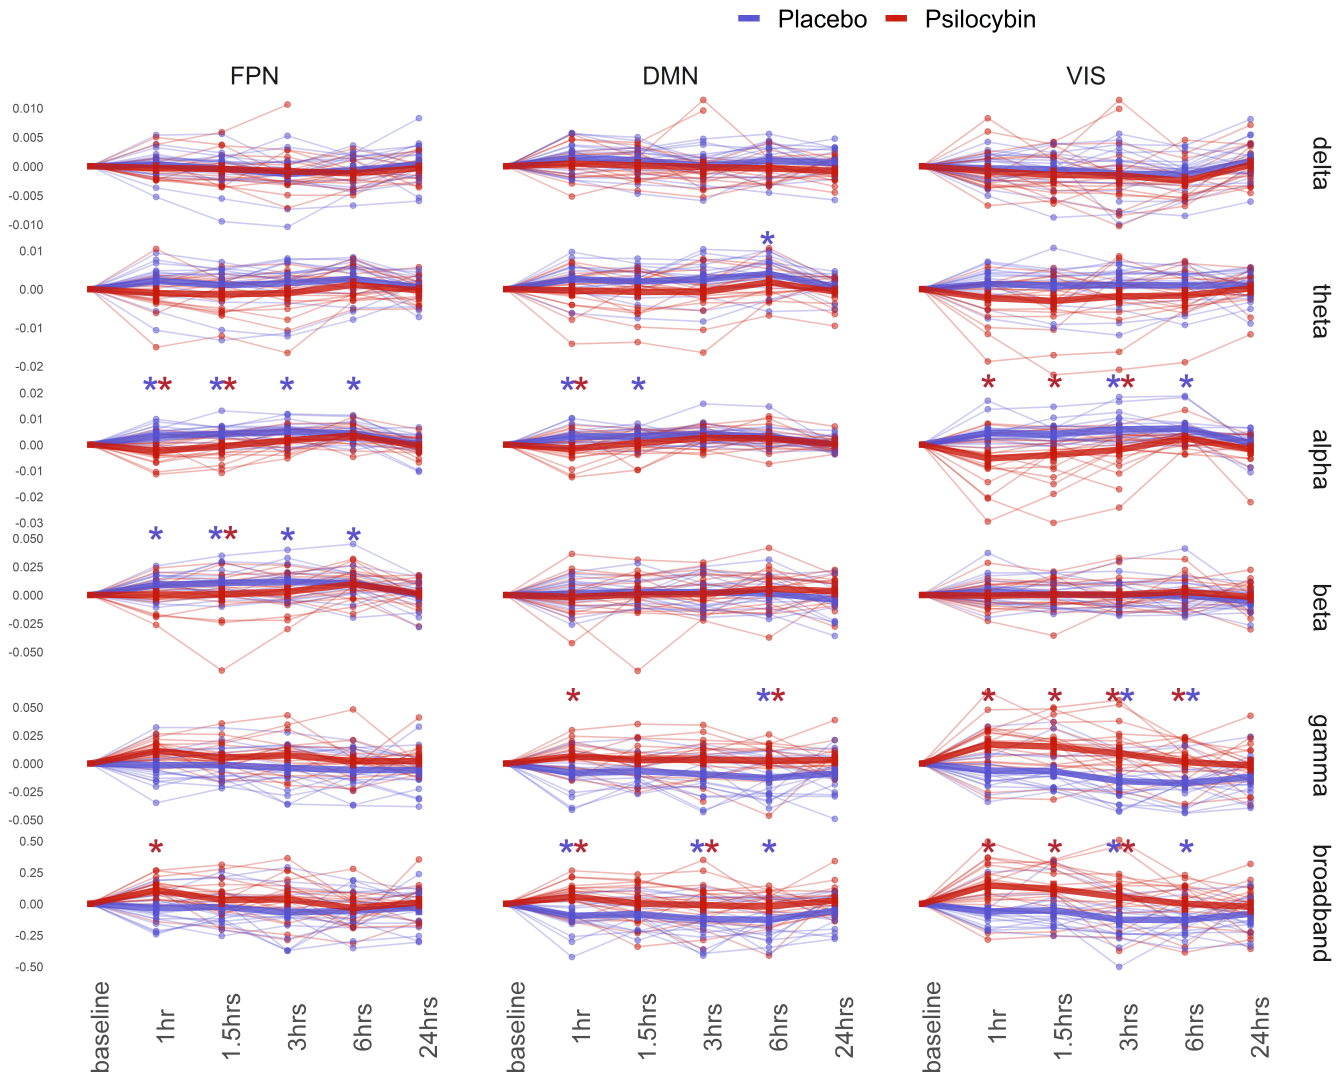 Placebo Psilocybin
FPN DMN VIS
0.010
0.005
0.000
-0.005
-0.010
delta
*
0.01
0.00
-0.01
-0.02
theta
** ** * * ** * * * ** *
0.02
0.01
0.00
-0.01
-0.02
-0.03
alpha
* ** * *
0.050
0.025
0.000
-0.025
-0.050
beta
* ** * * ** **
0.050
0.025
0.000
-0.025
-0.050
gamma
* ** ** * * * ** *
0.50
0.25
0.00
-0.25
-0.50
broadband
baseline 1hr 1.5hrs 3hrs 6hrs 24hrs baseline 1hr 1.5hrs 3hrs 6hrs 24hrs baseline 1hr 1.5hrs 3hrs 6hrs 24hrs